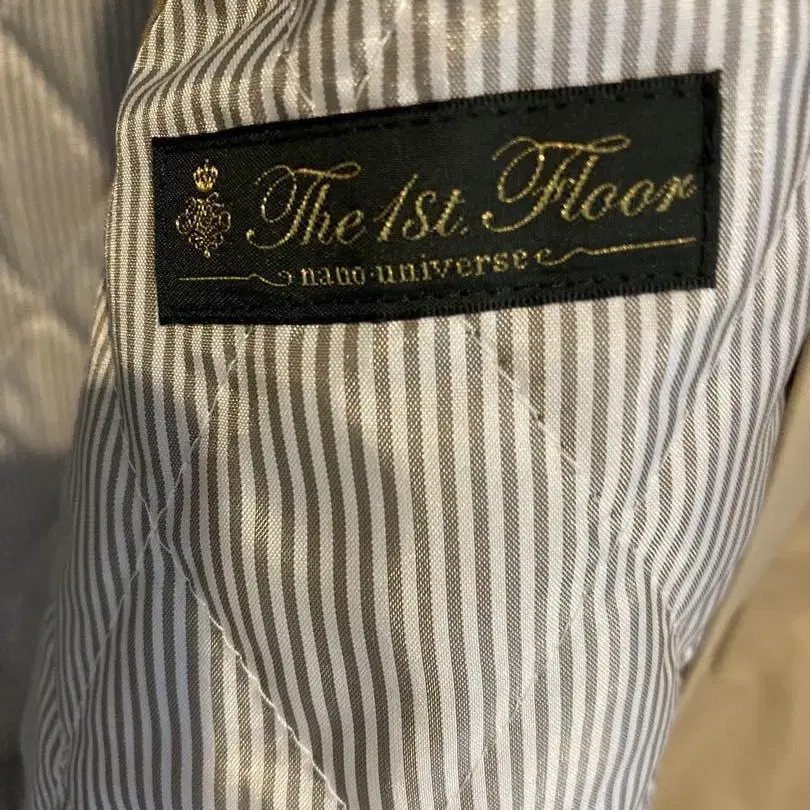 The 1st. Floor
nano·universe